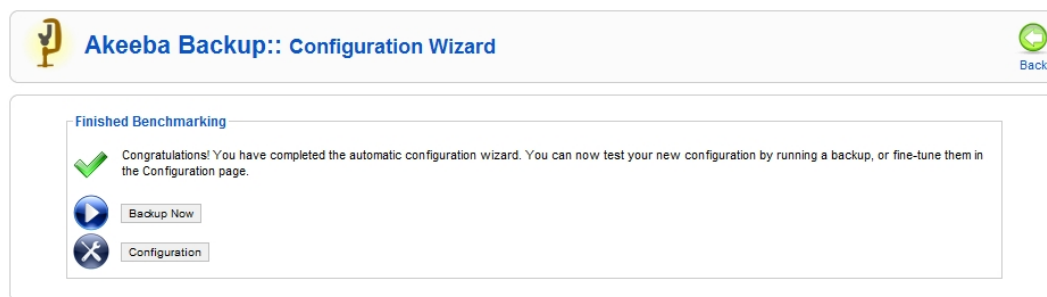 Akeeba Backup:: Configuration Wizard
Back
Finished Benchmarking
Congratulations! You have completed the automatic configuration wizard. You can now test your new configuration by running a backup, or fine-tune them in
the Configuration page.
Backup Now
Configuration